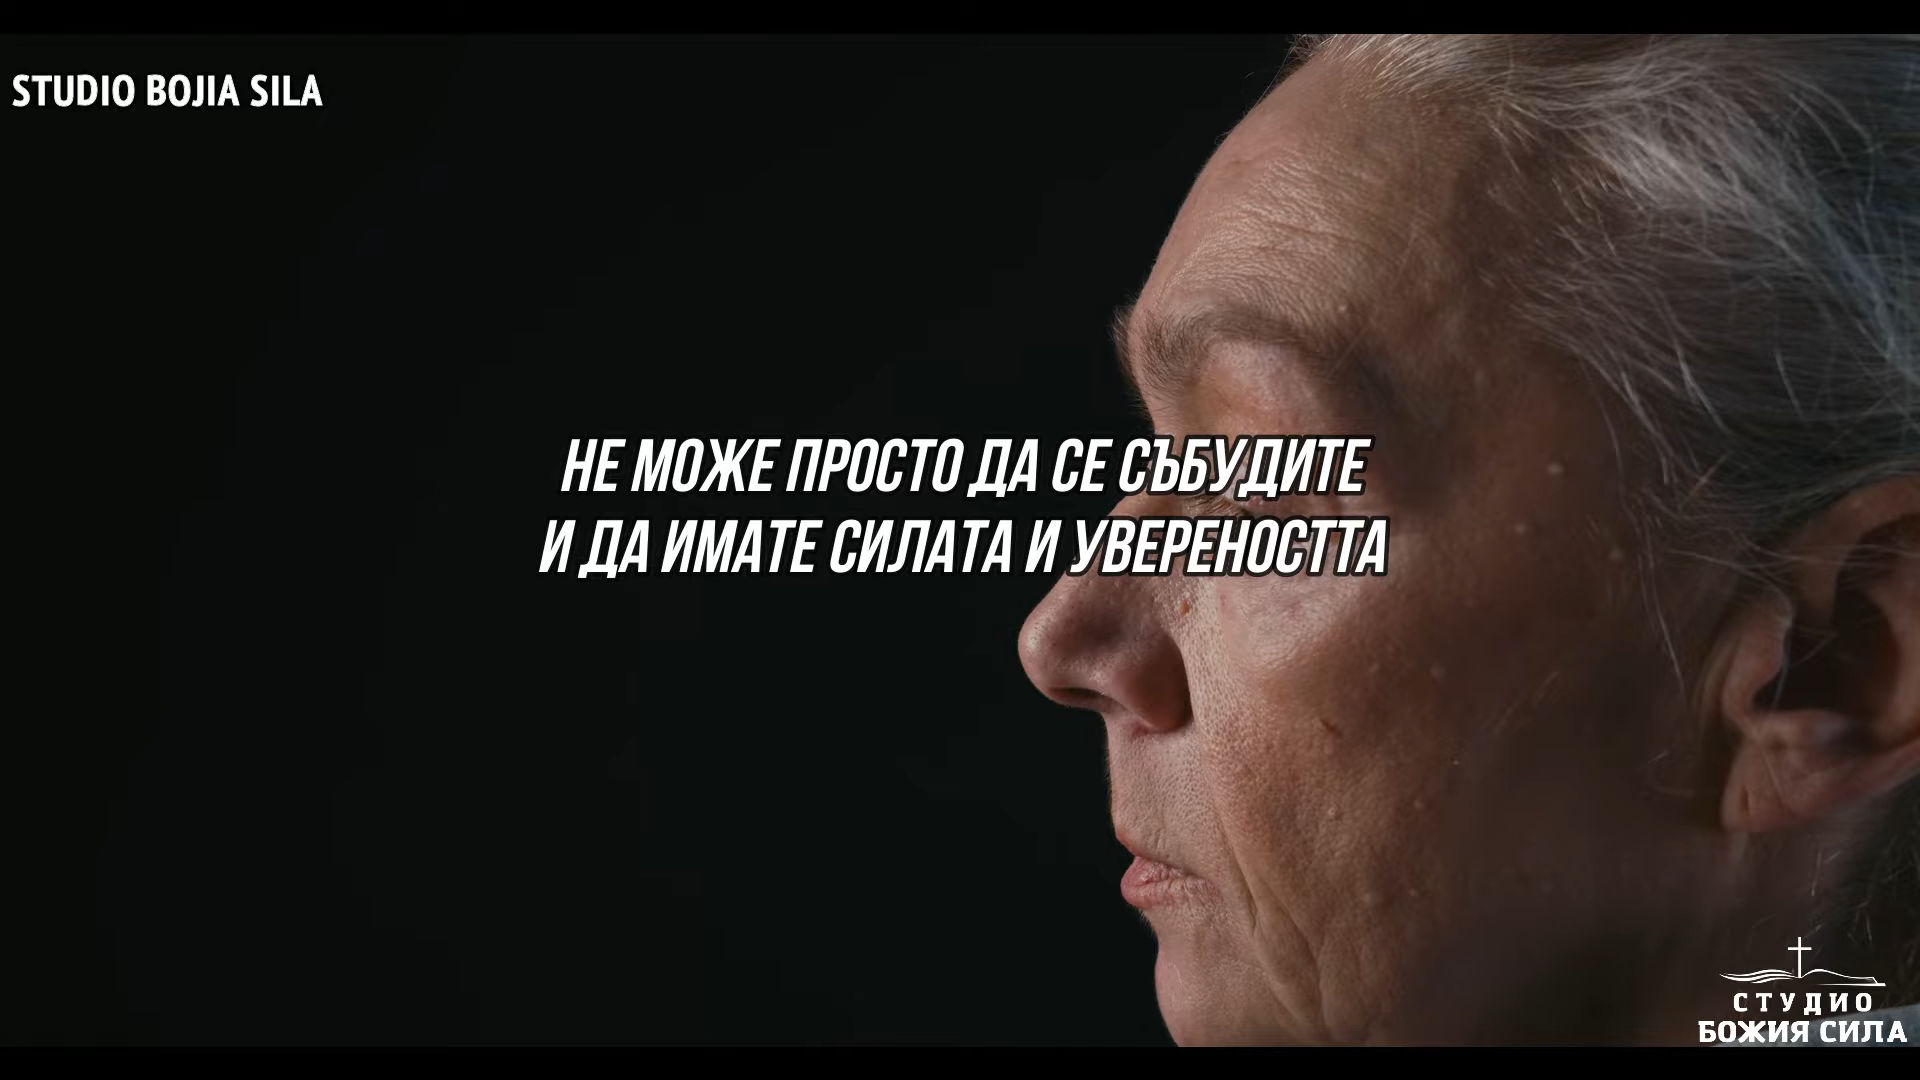 STUDIO BOJIA SILA
НЕ МОЖЕ ПРОСТО ДА СЕ СЪБУДИТЕ
И ДА ИМАТЕ СИЛАТА И УВЕРЕНОСТТА
СТУДИО
БОЖИЯ СИЛА